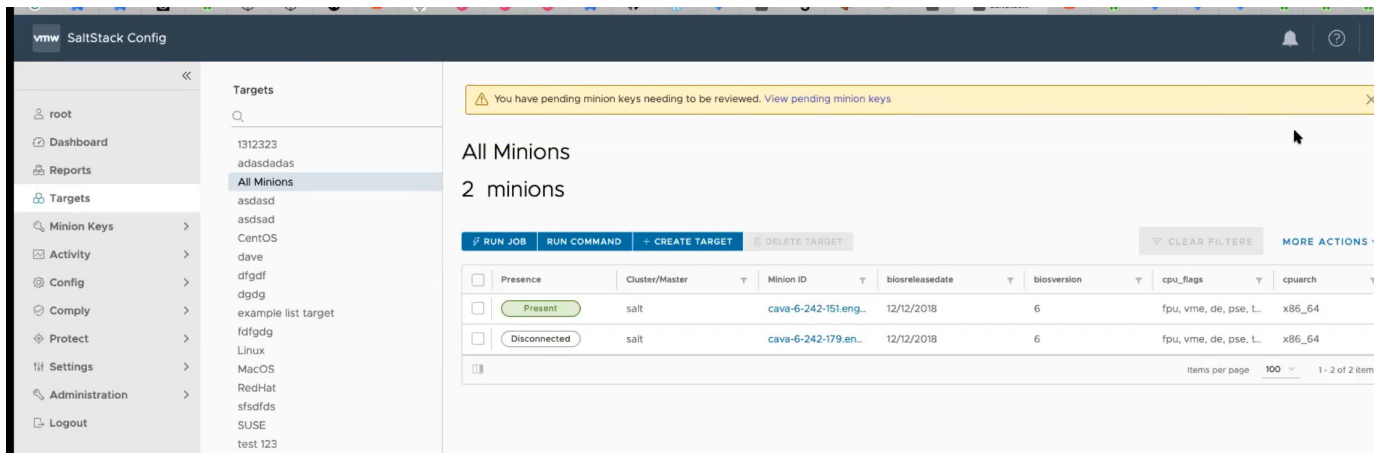 vmw SaltStack Config
root
Dashboard
Reports
Targets
Minion Keys
Activity
Config
Comply
Protect
Settings
Administration
Logout
Targets
1312323
adasdadas
All Minions
asdasd
asdsad
CentOS
dave
dfgdf
dgdg
example list target
fdfgdg
Linux
MacOS
RedHat
sfsdfds
SUSE
test 123
You have pending minion keys needing to be reviewed. View pending minion keys
All Minions
2 minions
RUN JOB RUN COMMAND + CREATE TARGET DELETE TARGET CLEAR FILTERS MORE ACTIONS
Presence Cluster/Master Minion ID biosreleasedate biosversion cpu_flags cpuarch
Present salt cava-6-242-151.eng... 12/12/2018 6 fpu, vme, de, pse, t... x86_64
Disconnected salt cava-6-242-179.en... 12/12/2018 6 fpu, vme, de, pse, t... x86_64
Items per page 100 1 - 2 of 2 item